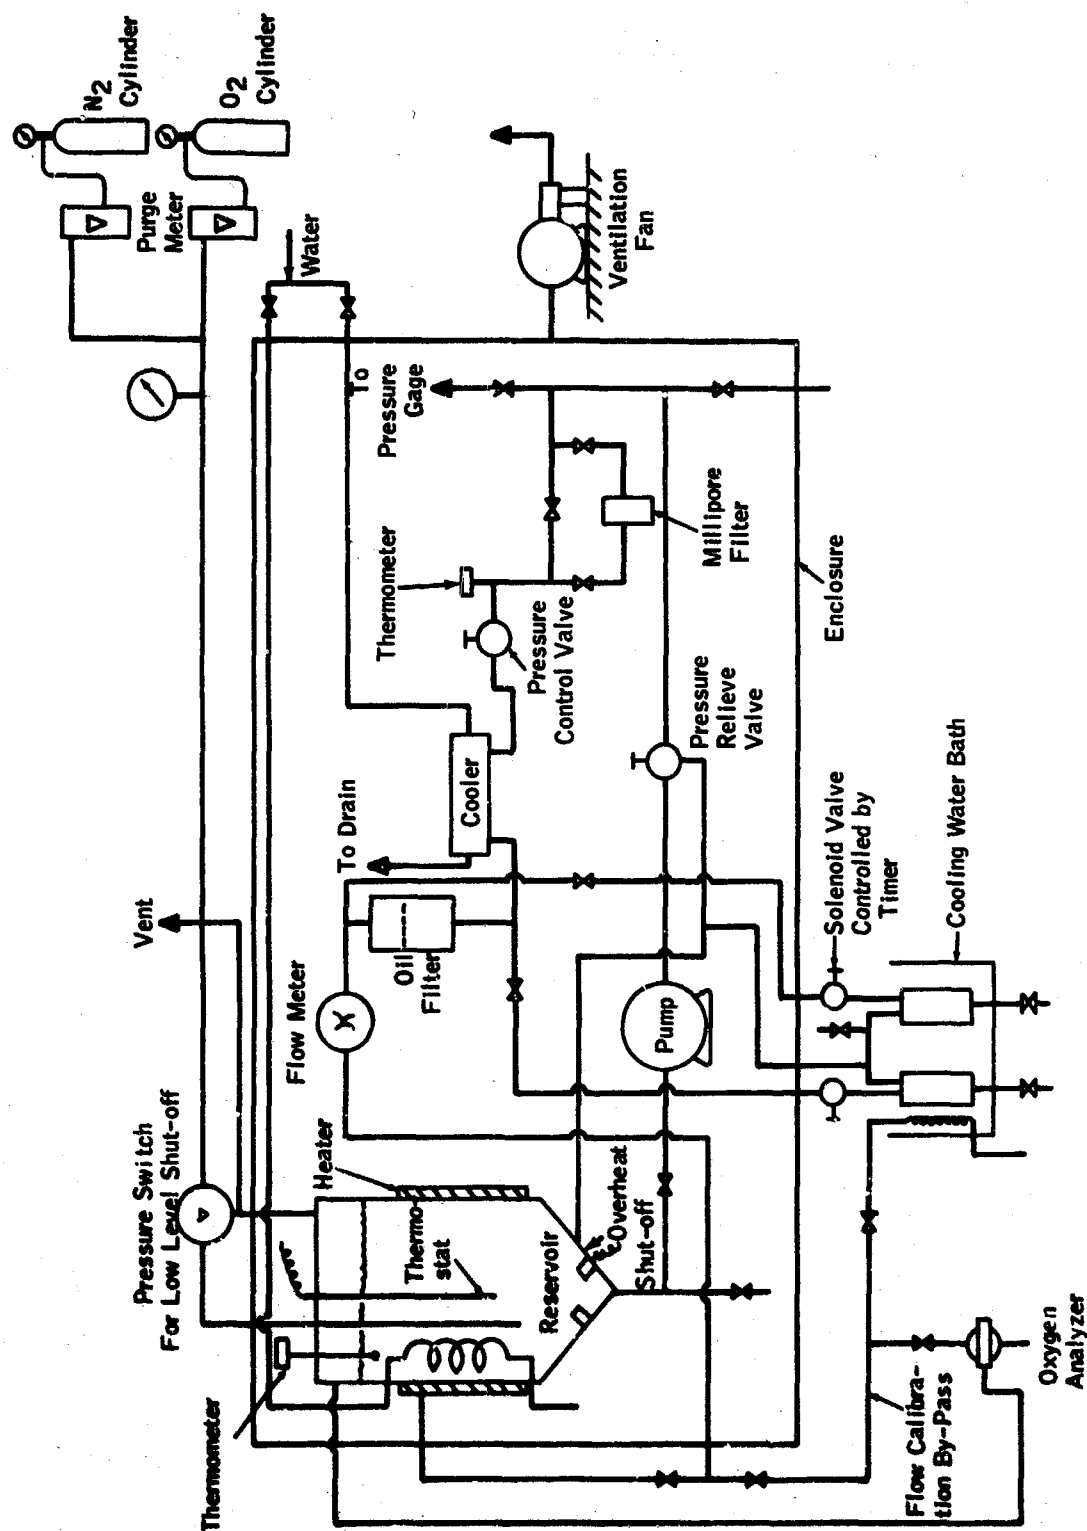 N2
Cylinder
O2
Cylinder
Purge
Meter
Water
Ventilation
Fan
To
Pressure
Gage
Thermometer
Pressure
Control Valve
Millipore
Filter
Enclosure
Pressure
Relieve
Valve
To Drain
Cooler
Vent
Oil
Filter
Flow Meter
Pump
Solenoid Valve
Controlled by
Timer
Cooling Water Bath
Pressure Switch
For Low Level Shut-off
Heater
Thermo-
stat
Reservoir
Overheat
Shut-off
Thermometer
Flow Calibra-
tion By-Pass
Oxygen
Analyzer